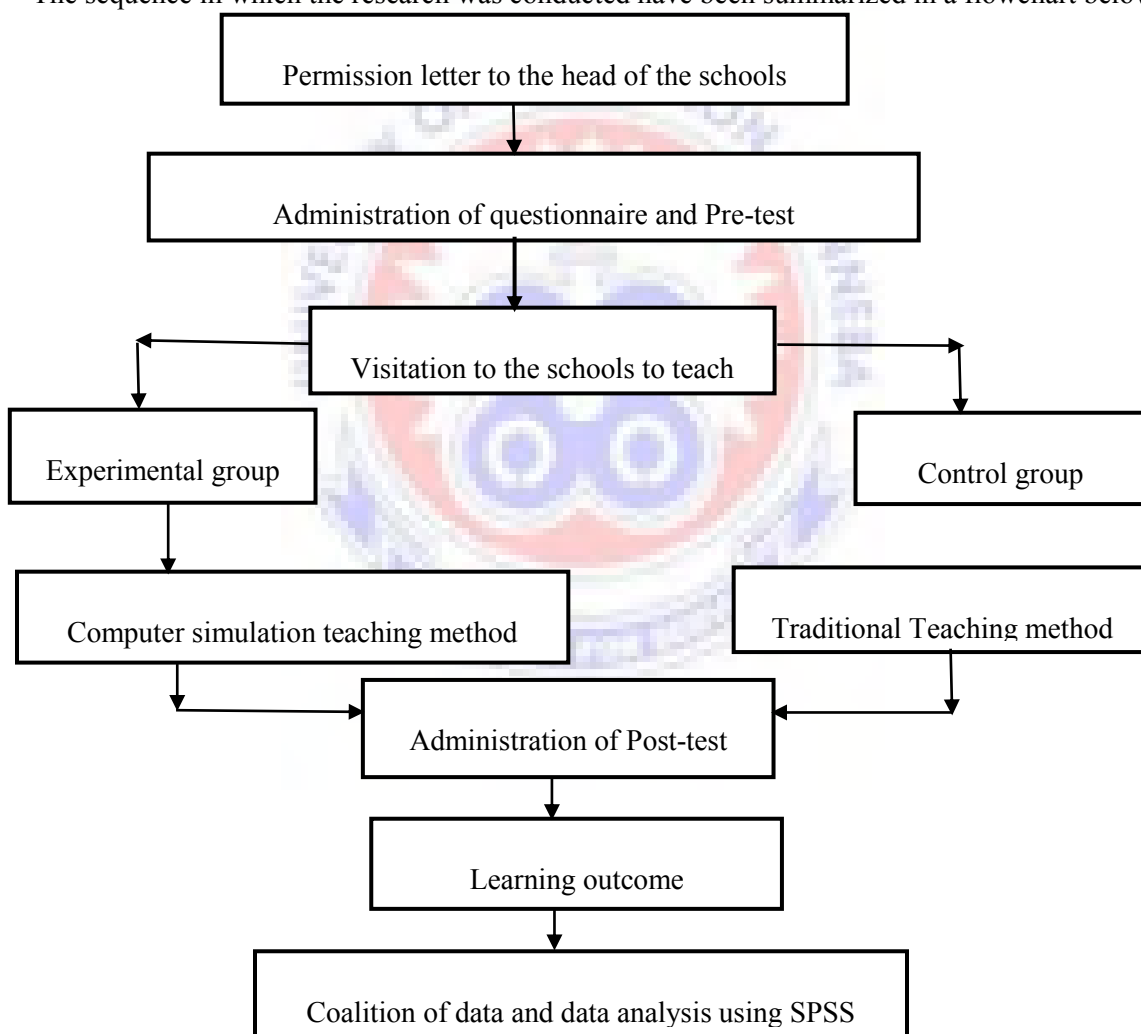 The sequence in which the research was conducted have been summarized in a flowchart below
Permission letter to the head of the schools
Administration of questionnaire and Pre-test
Visitation to the schools to teach
Experimental group
Control group
Computer simulation teaching method
Traditional Teaching method
Administration of Post-test
Learning outcome
Coalition of data and data analysis using SPSS